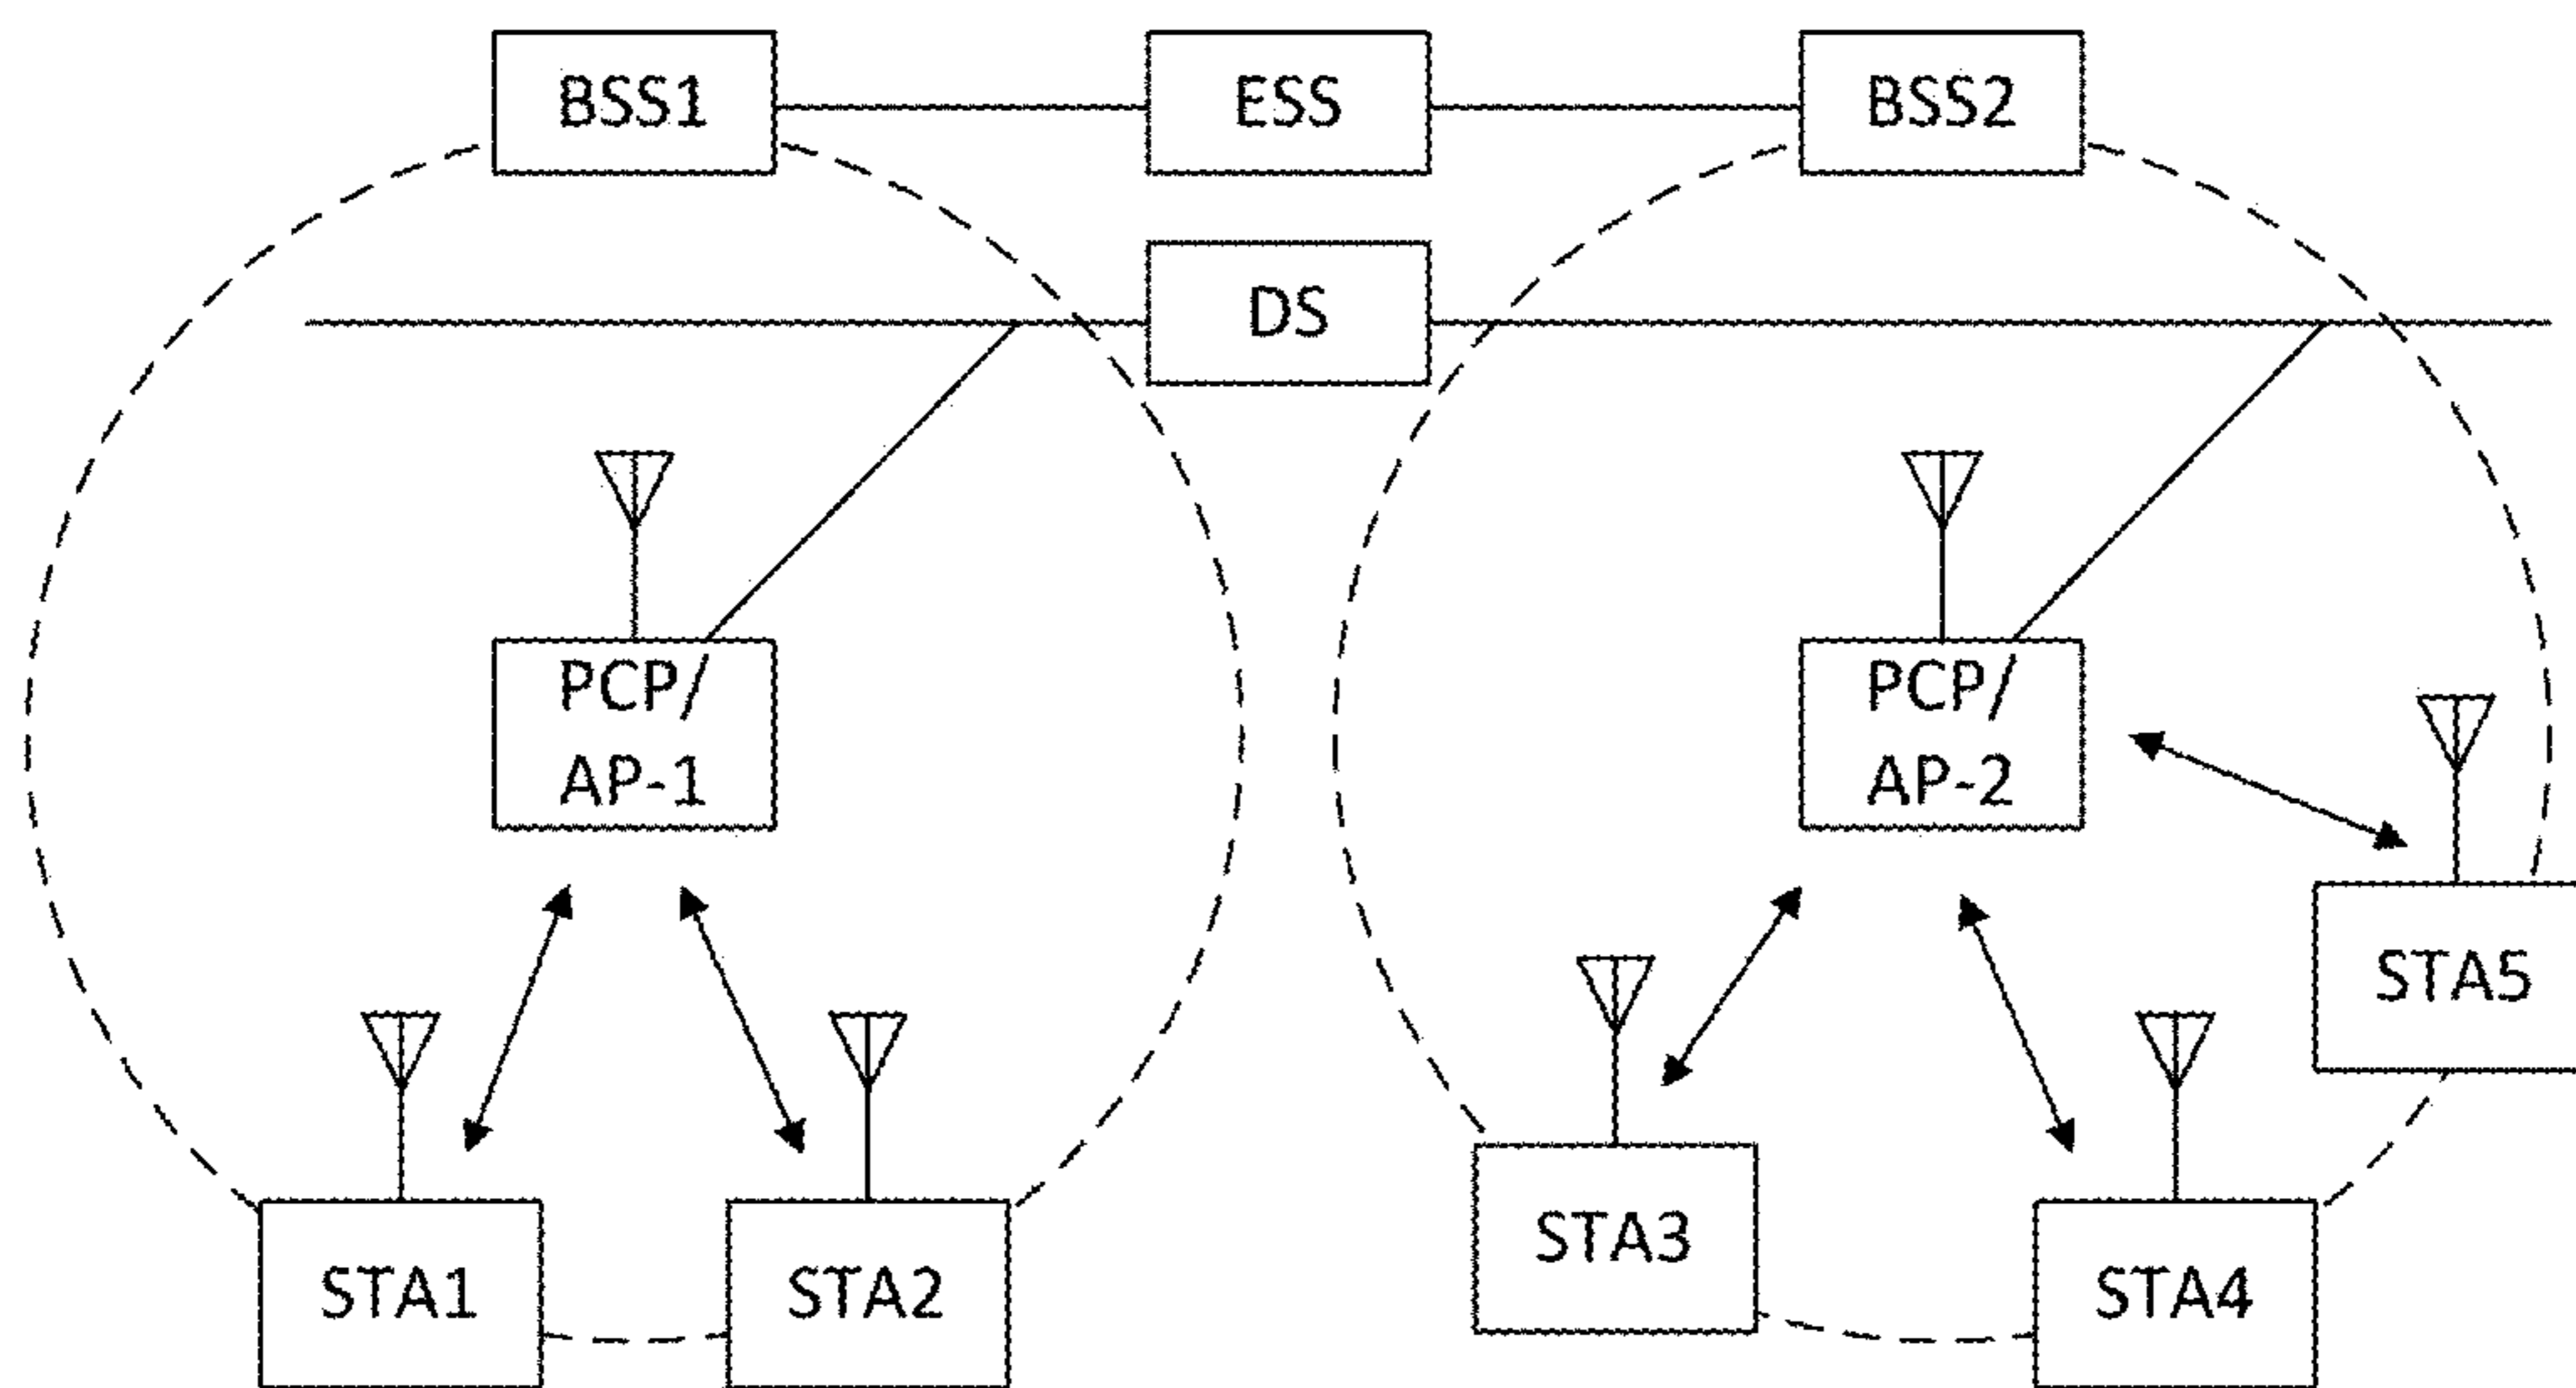 BSS1
ESS
BSS2
DS
PCP/
AP-1
PCP/
AP-2
STA5
STA3
STA1
STA2
STA4